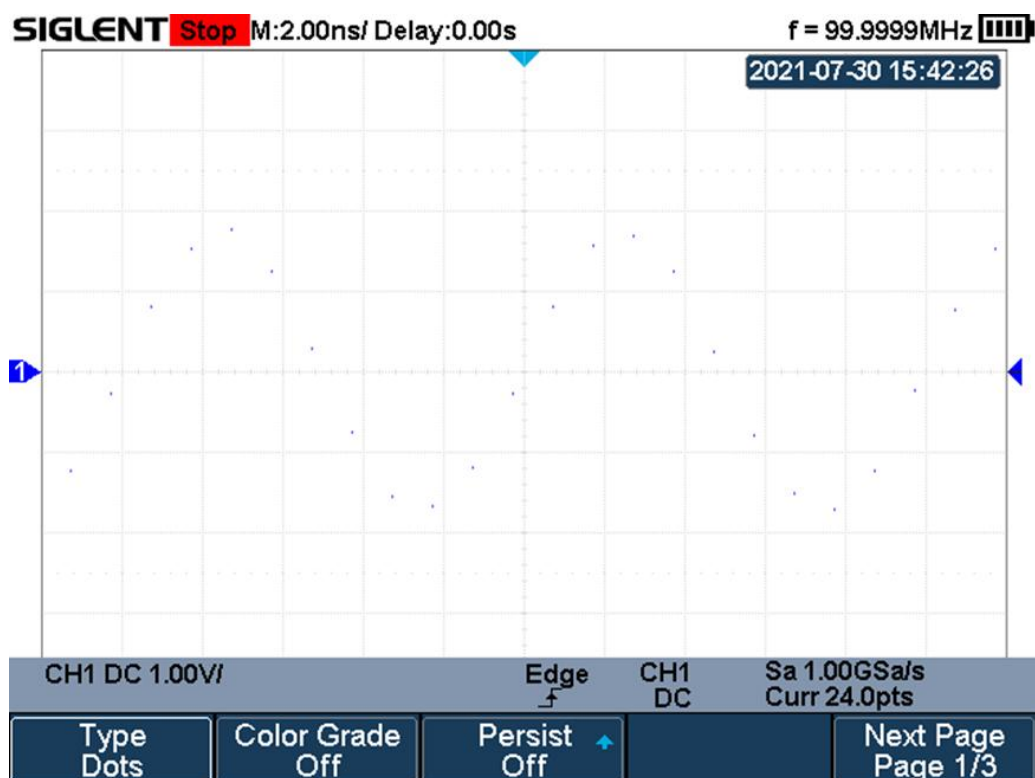 SIGLENT Stop M:2.00ns/ Delay:0.00s f = 99.9999MHz
2021-07-30 15:42:26
1
CH1 DC 1.00V/ Edge CH1 Sa 1.00GSa/s
DC Curr 24.0pts
Type Color Grade Persist Next Page
Dots Off Off Page 1/3